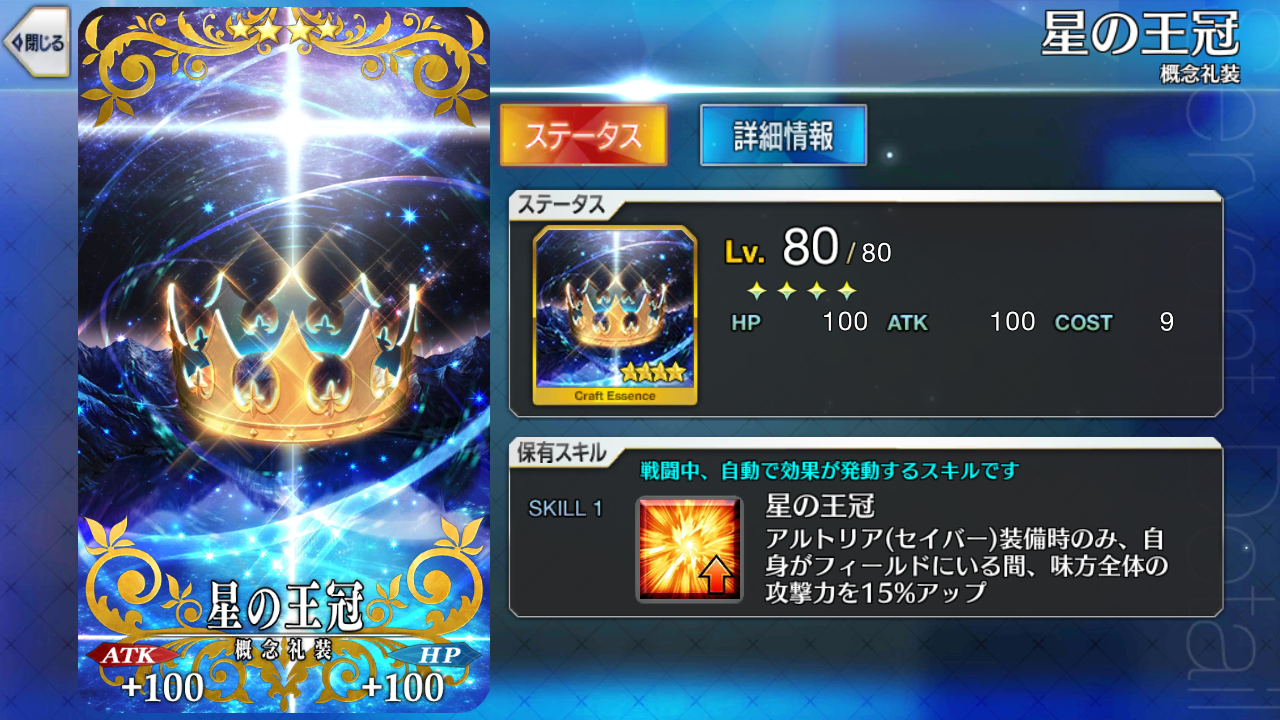 閉じる
星の王冠
概念礼装
ステータス
詳細情報
ステータス
Lv. 80/80
HP 100 ATK 100 COST 9
Craft Essence
保有スキル
戦闘中、自動で効果が発動するスキルです
SKILL 1
星の王冠
アルトリア(セイバー)装備時のみ、自
身がフィールドにいる間、味方全体の
攻撃力を15%アップ
星の王冠
概念礼装
ATK
+100
HP
+100
Servant Detail